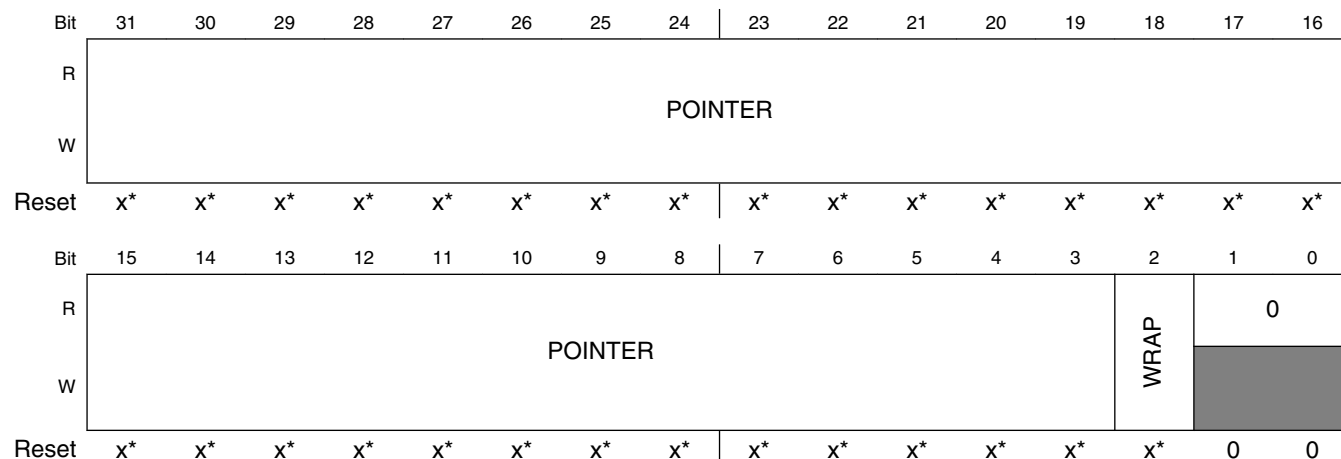 Bit 31 30 29 28 27 26 25 24 23 22 21 20 19 18 17 16
R
POINTER
W
Reset x* x* x* x* x* x* x* x* x* x* x* x* x* x* x* x*
Bit 15 14 13 12 11 10 9 8 7 6 5 4 3 2 1 0
R 0
POINTER WRAP
W
Reset x* x* x* x* x* x* x* x* x* x* x* x* x* x* 0 0